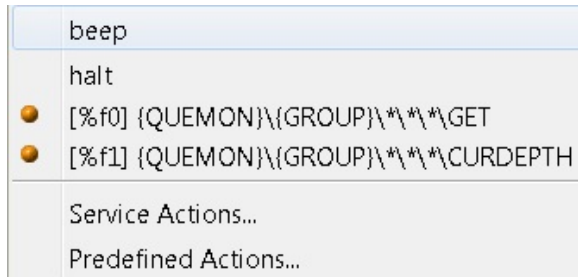 beep
halt
[%f0] {QUEMON}\{GROUP}\*\*\*\GET
[%f1] {QUEMON}\{GROUP}\*\*\*\CURDEPTH
Service Actions...
Predefined Actions...